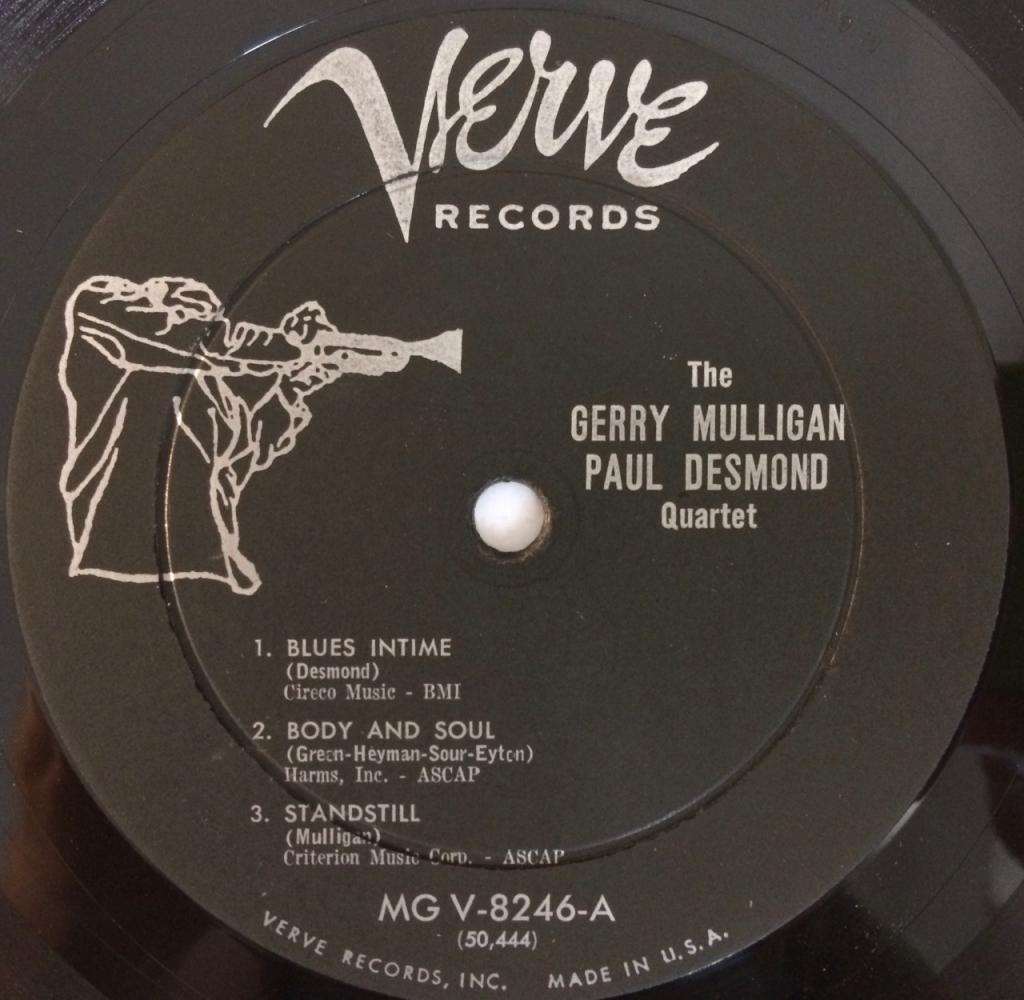 Verve
RECORDS
The
GERRY MULLIGAN
PAUL DESMOND
Quartet
1. BLUES INTIME
(Desmond)
Cireco Music - BMI
2. BODY AND SOUL
(Green-Heyman-Sour-Eyton)
Harms, Inc. - ASCAP
3. STANDSTILL
(Mulligan)
Criterion Music Corp. - ASCAP
MG V-8246-A
(50,444)
VERVE RECORDS, INC. MADE IN U.S.A.